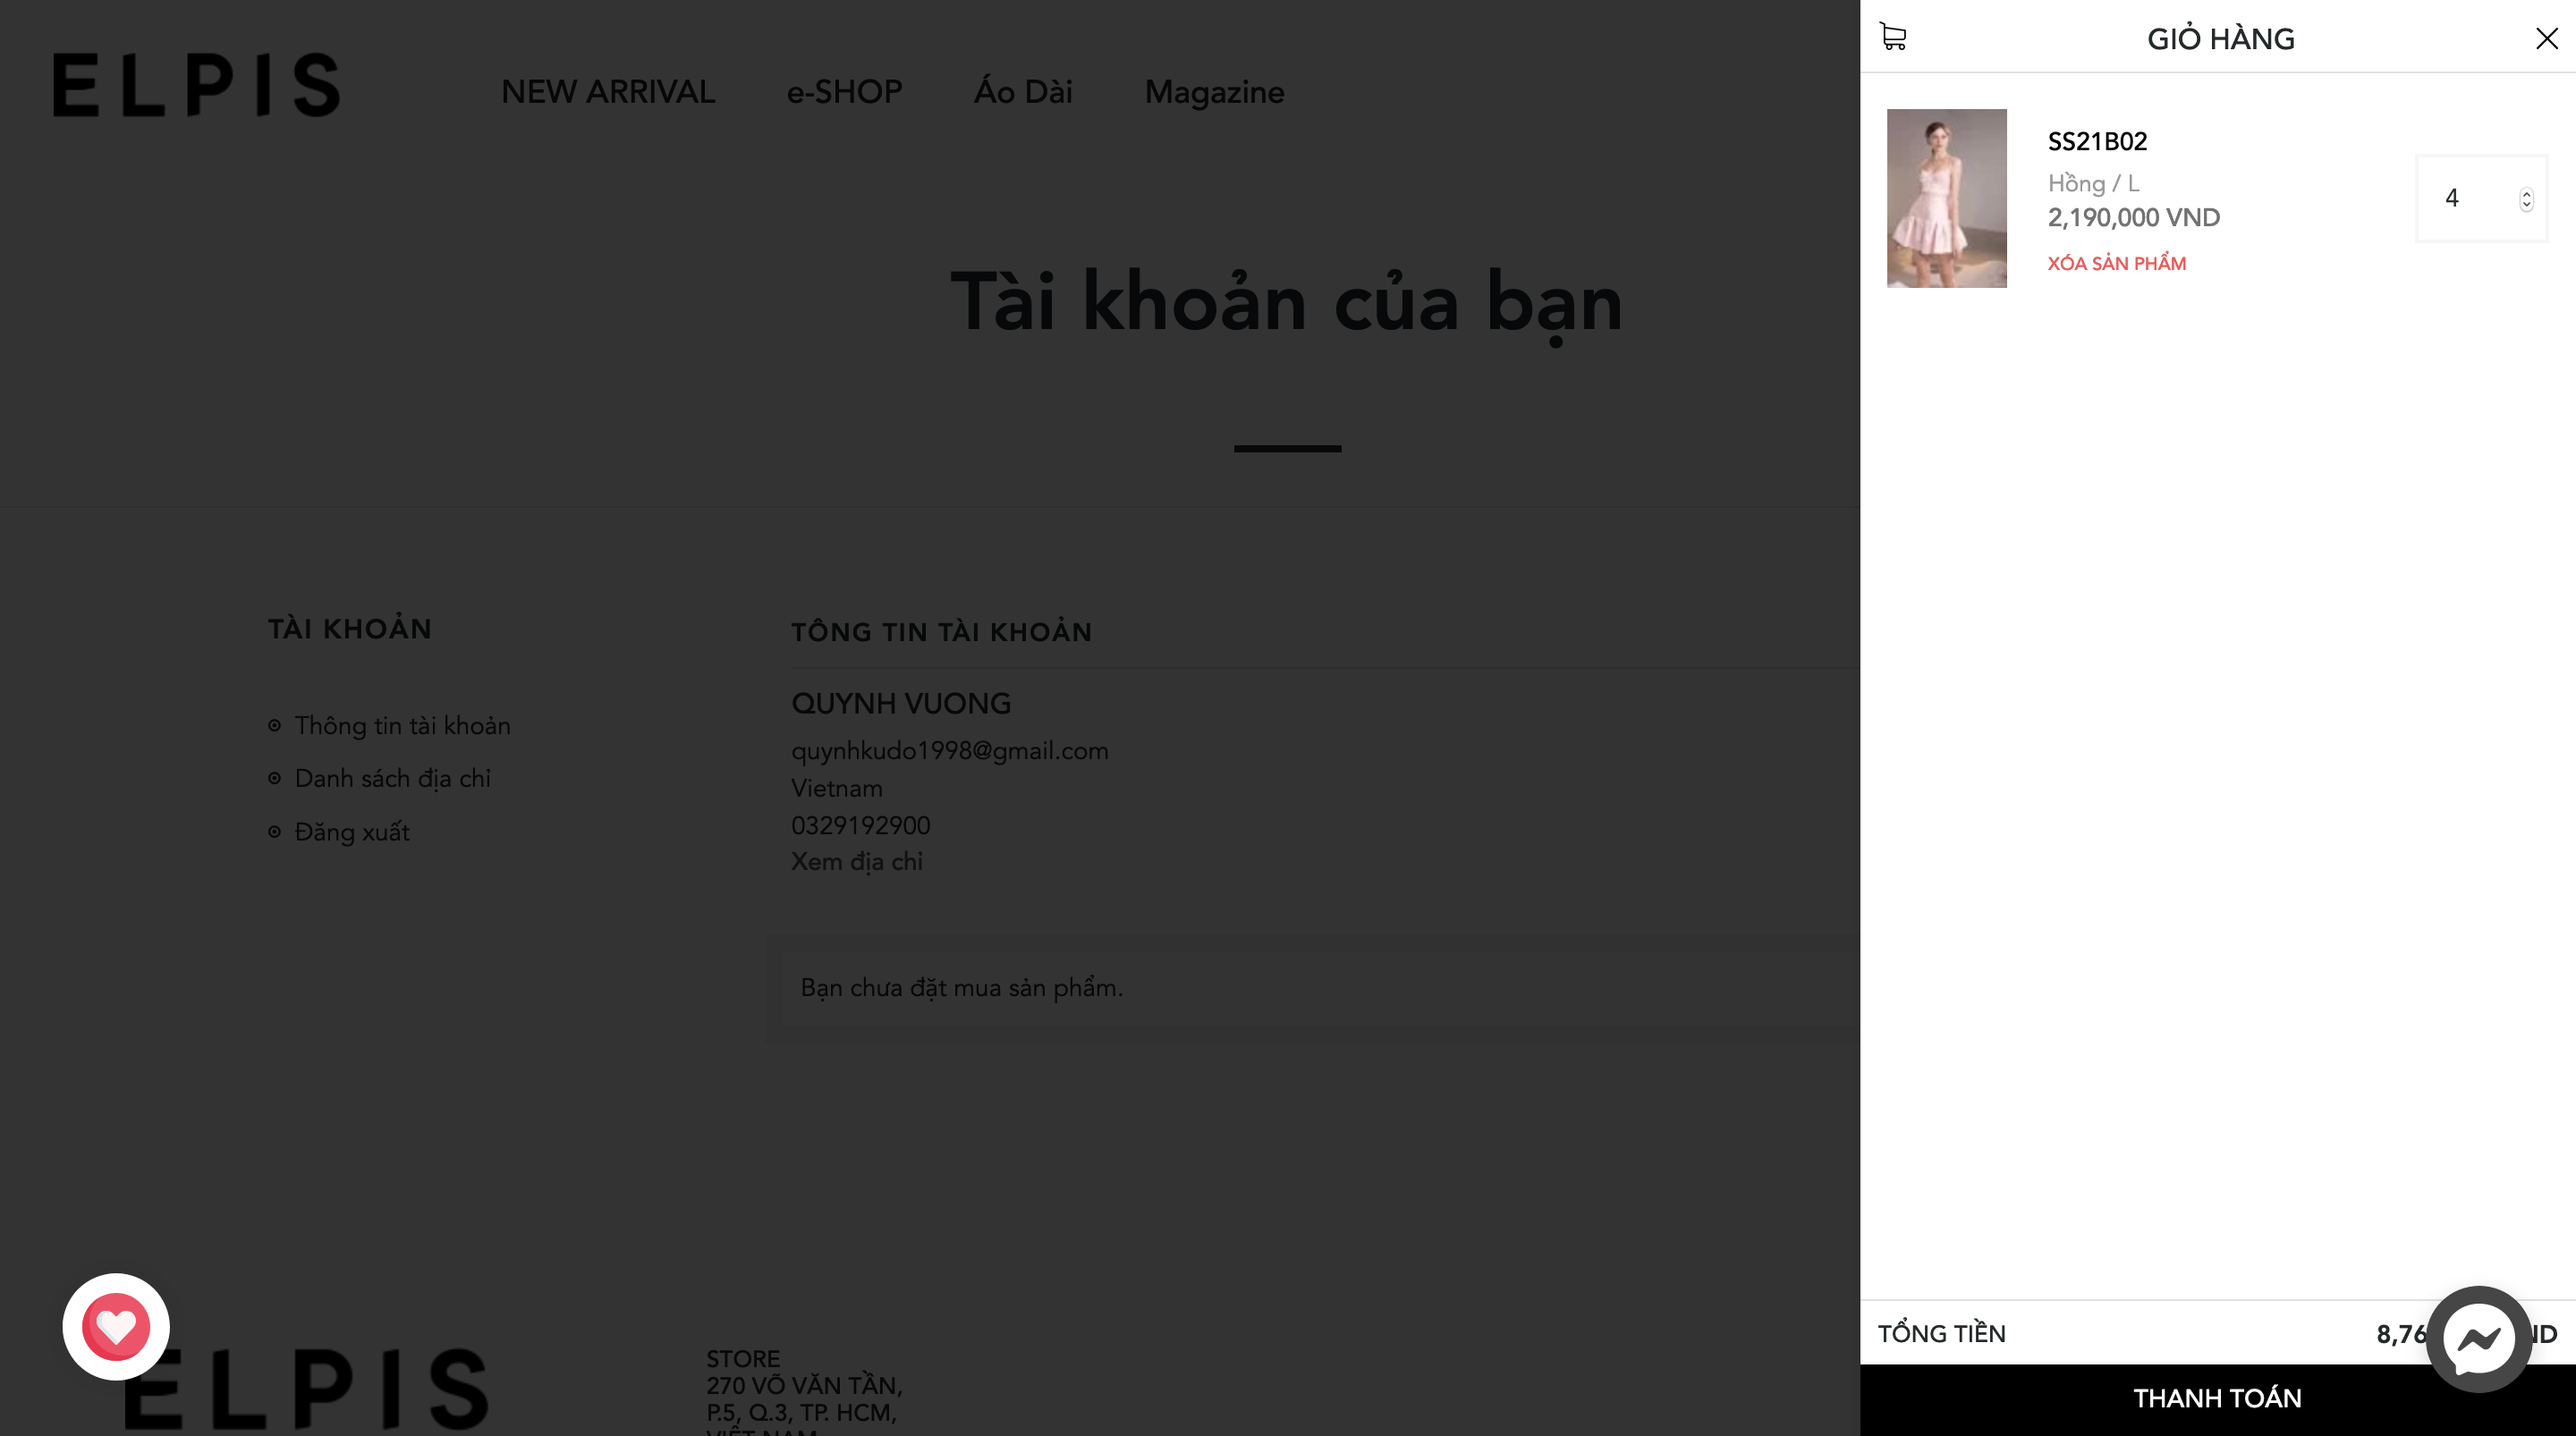 ELPIS
NEW ARRIVAL
e-SHOP
Áo Dài
Magazine
Tài khoản của bạn
TÀI KHOẢN
Thông tin tài khoản
Danh sách địa chỉ
Đăng xuất
TÔNG TIN TÀI KHOẢN
QUYNH VUONG
quynhkudo1998@gmail.com
Vietnam
0329192900
Xem địa chỉ
Bạn chưa đặt mua sản phẩm.
ELPIS
STORE
270 VÕ VĂN TẦN,
P.5, Q.3, TP. HCM,
VIỆT NAM
GIỎ HÀNG
SS21B02
Hồng / L
2,190,000 VND
XÓA SẢN PHẨM
4
TỔNG TIỀN
8,76 ND
THANH TOÁN